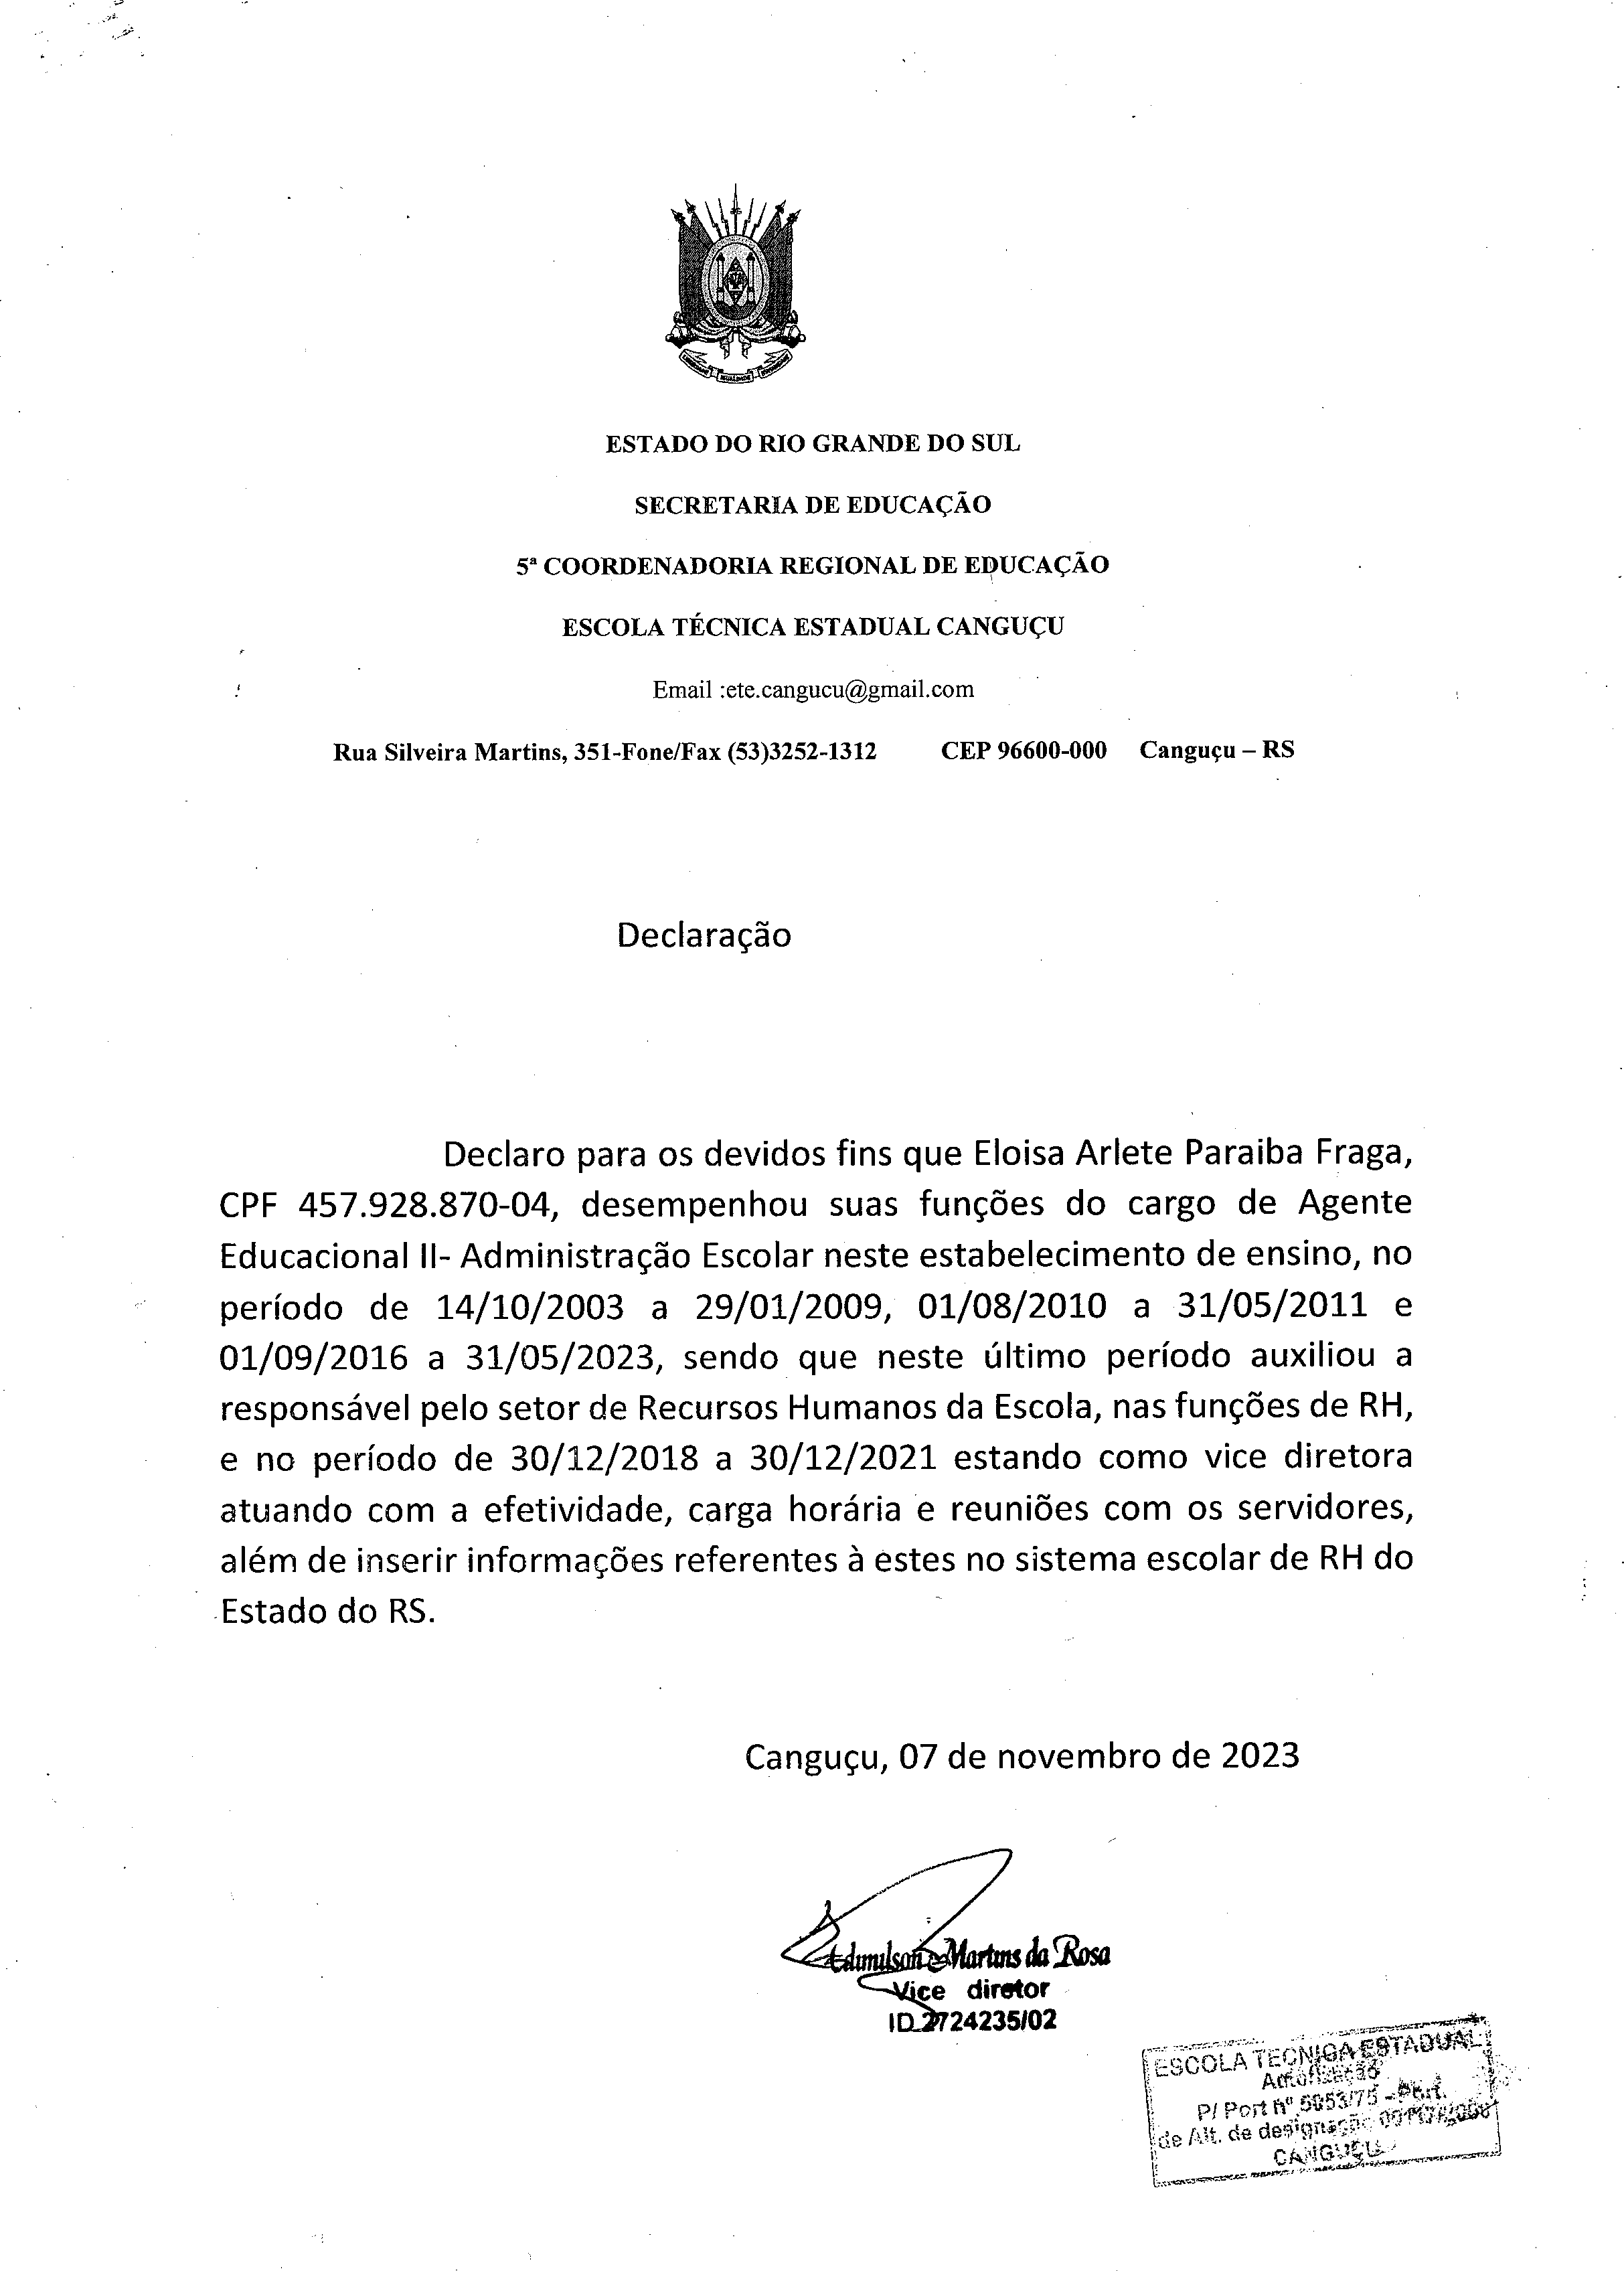 ESTADO DO RIO GRANDE DO SUL
SECRETARIA DE EDUCAÇÃO
5ª COORDENADORIA REGIONAL DE EDUCAÇÃO
ESCOLA TÉCNICA ESTADUAL CANGUÇU
Email :ete.cangucu@gmail.com
Rua Silveira Martins, 351-Fone/Fax (53)3252-1312 CEP 96600-000 Canguçu – RS
Declaração
Declaro para os devidos fins que Eloisa Arlete Paraiba Fraga,
CPF 457.928.870-04, desempenhou suas funções do cargo de Agente
Educacional II- Administração Escolar neste estabelecimento de ensino, no
período de 14/10/2003 a 29/01/2009, 01/08/2010 a 31/05/2011 e
01/09/2016 a 31/05/2023, sendo que neste último período auxiliou a
responsável pelo setor de Recursos Humanos da Escola, nas funções de RH,
e no período de 30/12/2018 a 30/12/2021 estando como vice diretora
atuando com a efetividade, carga horária e reuniões com os servidores,
além de inserir informações referentes à estes no sistema escolar de RH do
Estado do RS.
Canguçu, 07 de novembro de 2023
Edimilson Martins da Rosa
Vice diretor
ID 2724235/02
ESCOLA TECNICA ESTADUAL
Autorização
P/ Port nº - Port.
de Alt. de designação
CANGUÇU